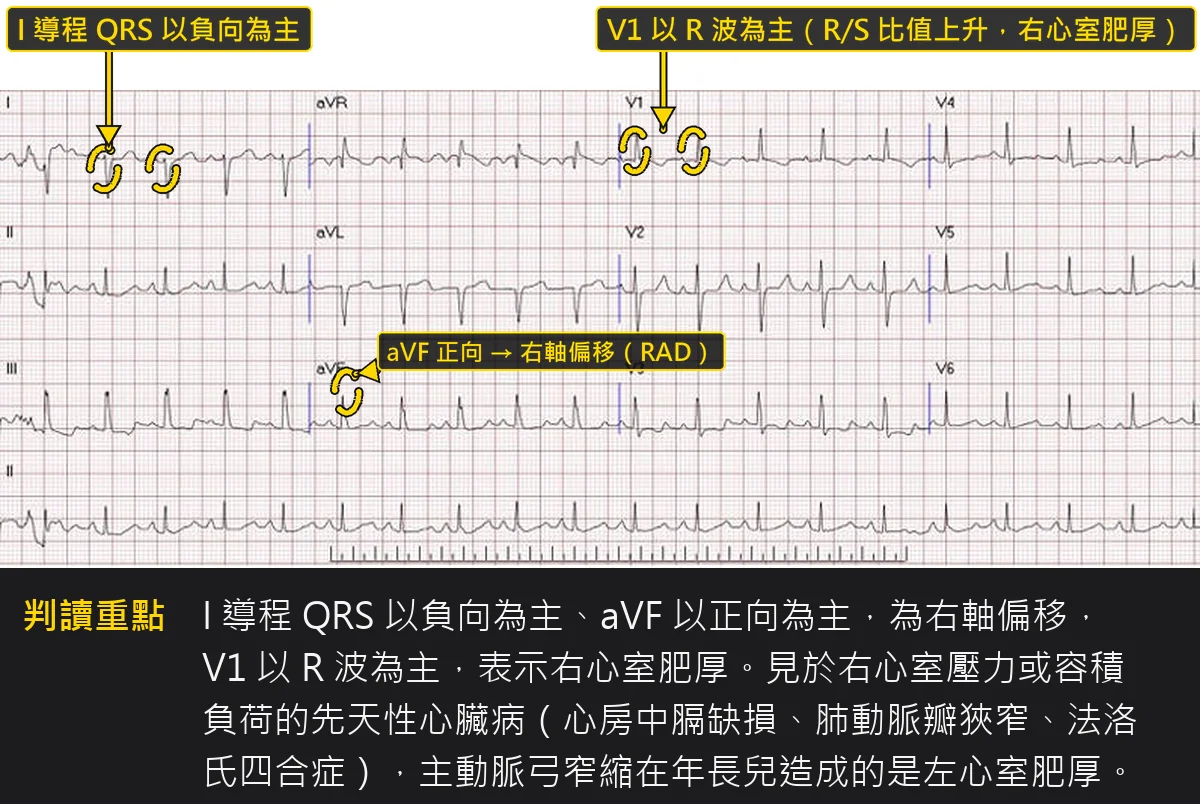 I 導程 QRS 以負向為主
V1 以 R 波為主（R/S 比值上升，右心室肥厚）
I
aVR
V1
V4
II
aVL
V2
V5
aVF 正向 → 右軸偏移（RAD）
III
V6
II
判讀重點
I 導程 QRS 以負向為主、aVF 以正向為主，為右軸偏移，
V1 以 R 波為主，表示右心室肥厚。見於右心室壓力或容積
負荷的先天性心臟病（心房中膈缺損、肺動脈瓣狹窄、法洛
氏四合症），主動脈弓窄縮在年長兒造成的是左心室肥厚。